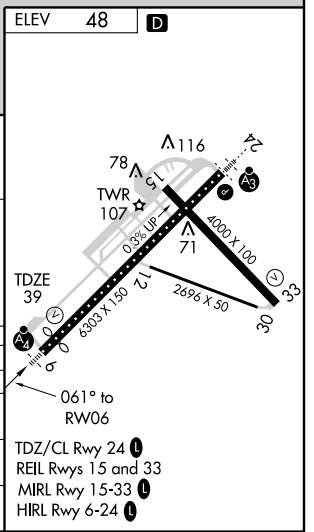 ELEV 48 D
116
78
15
24
TWR
107
A3
P
0.3% UP
4000 X 100
71
V
TDZE
39
V
12
2696 X 50
33
6303 X 150
30
A4
6
061° to
RW06
TDZ/CL Rwy 24 L
REIL Rwys 15 and 33
MIRL Rwy 15-33 L
HIRL Rwy 6-24 L